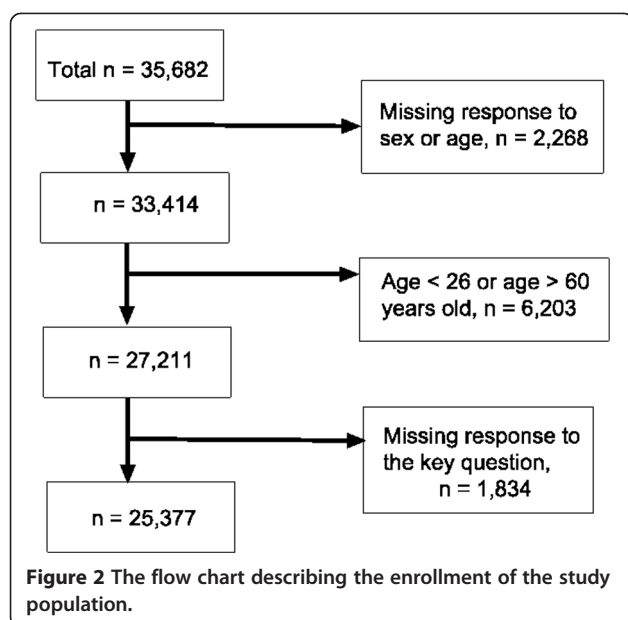 Total n = 35,682
Missing response to
sex or age, n = 2,268
n = 33,414
Age < 26 or age > 60
years old, n = 6,203
n = 27,211
Missing response to
the key question,
n = 1,834
n = 25,377
Figure 2 The flow chart describing the enrollment of the study
population.